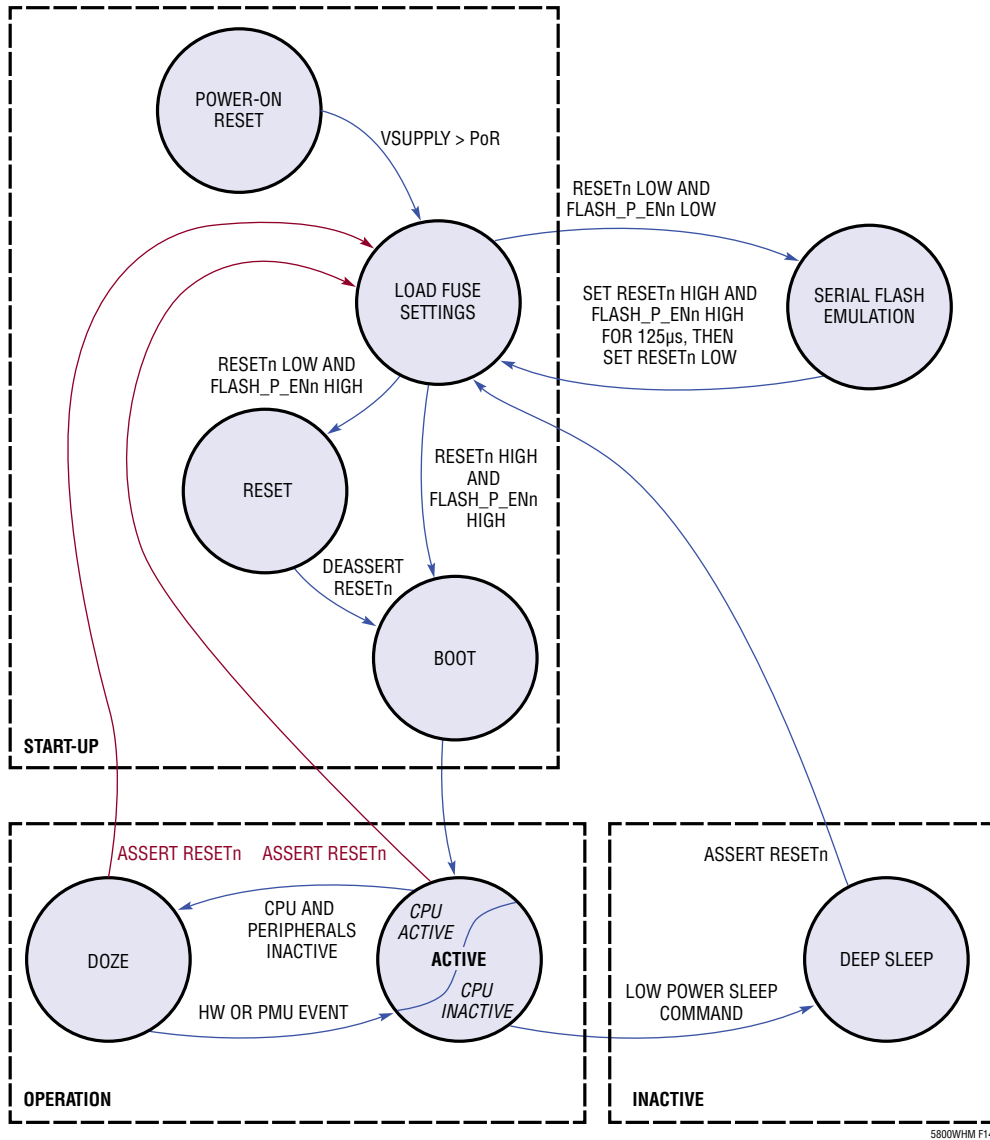 POWER-ON
RESET
VSUPPLY > PoR
RESETn LOW AND
FLASH_P_ENn LOW
LOAD FUSE
SETTINGS
SET RESETn HIGH AND
FLASH_P_ENn HIGH
FOR 125µs, THEN
SET RESETn LOW
SERIAL FLASH
EMULATION
RESETn LOW AND
FLASH_P_ENn HIGH
RESETn HIGH
AND
FLASH_P_ENn
HIGH
RESET
DEASSERT
RESETn
BOOT
START-UP
ASSERT RESETn
ASSERT RESETn
ASSERT RESETn
CPU AND
PERIPHERALS
INACTIVE
CPU
ACTIVE
ACTIVE
CPU
INACTIVE
DOZE
HW OR PMU EVENT
DEEP SLEEP
LOW POWER SLEEP
COMMAND
OPERATION
INACTIVE
5800WHM F14